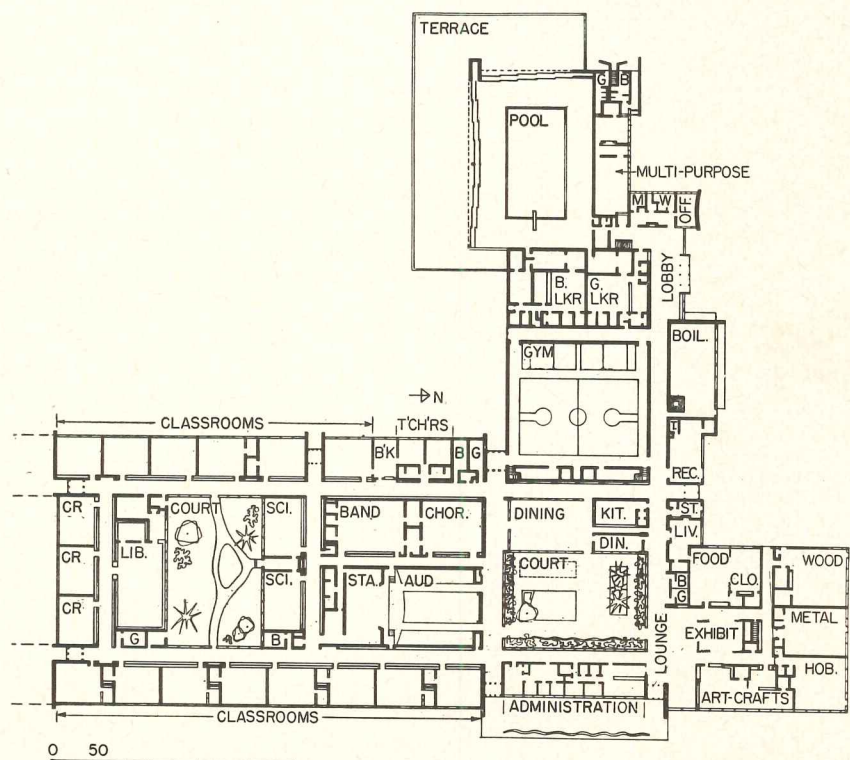 TERRACE
G B
POOL
MULTI-PURPOSE
M W OFF.
LOBBY
B. LKR
G. LKR
BOIL.
GYM
N
CLASSROOMS
T'CH'RS
B'K
B G
REC.
CR
COURT
SCI.
BAND
CHOR.
DINING
KIT.
ST.
LIB.
DIN.
LIV.
CR
SCI.
STA.
AUD
COURT
FOOD
WOOD
CLO.
B
G
CR
METAL
G
B
LOUNGE
EXHIBIT
HOB.
ART-CRAFTS
ADMINISTRATION
CLASSROOMS
0 50